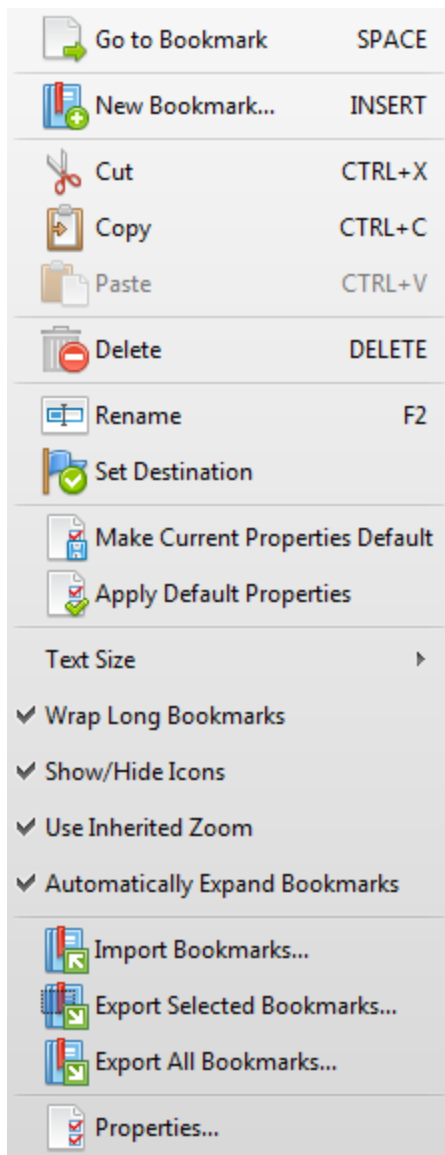 Go to Bookmark SPACE
New Bookmark... INSERT
Cut CTRL+X
Copy CTRL+C
Paste CTRL+V
Delete DELETE
Rename F2
Set Destination
Make Current Properties Default
Apply Default Properties
Text Size
Wrap Long Bookmarks
Show/Hide Icons
Use Inherited Zoom
Automatically Expand Bookmarks
Import Bookmarks...
Export Selected Bookmarks...
Export All Bookmarks...
Properties...